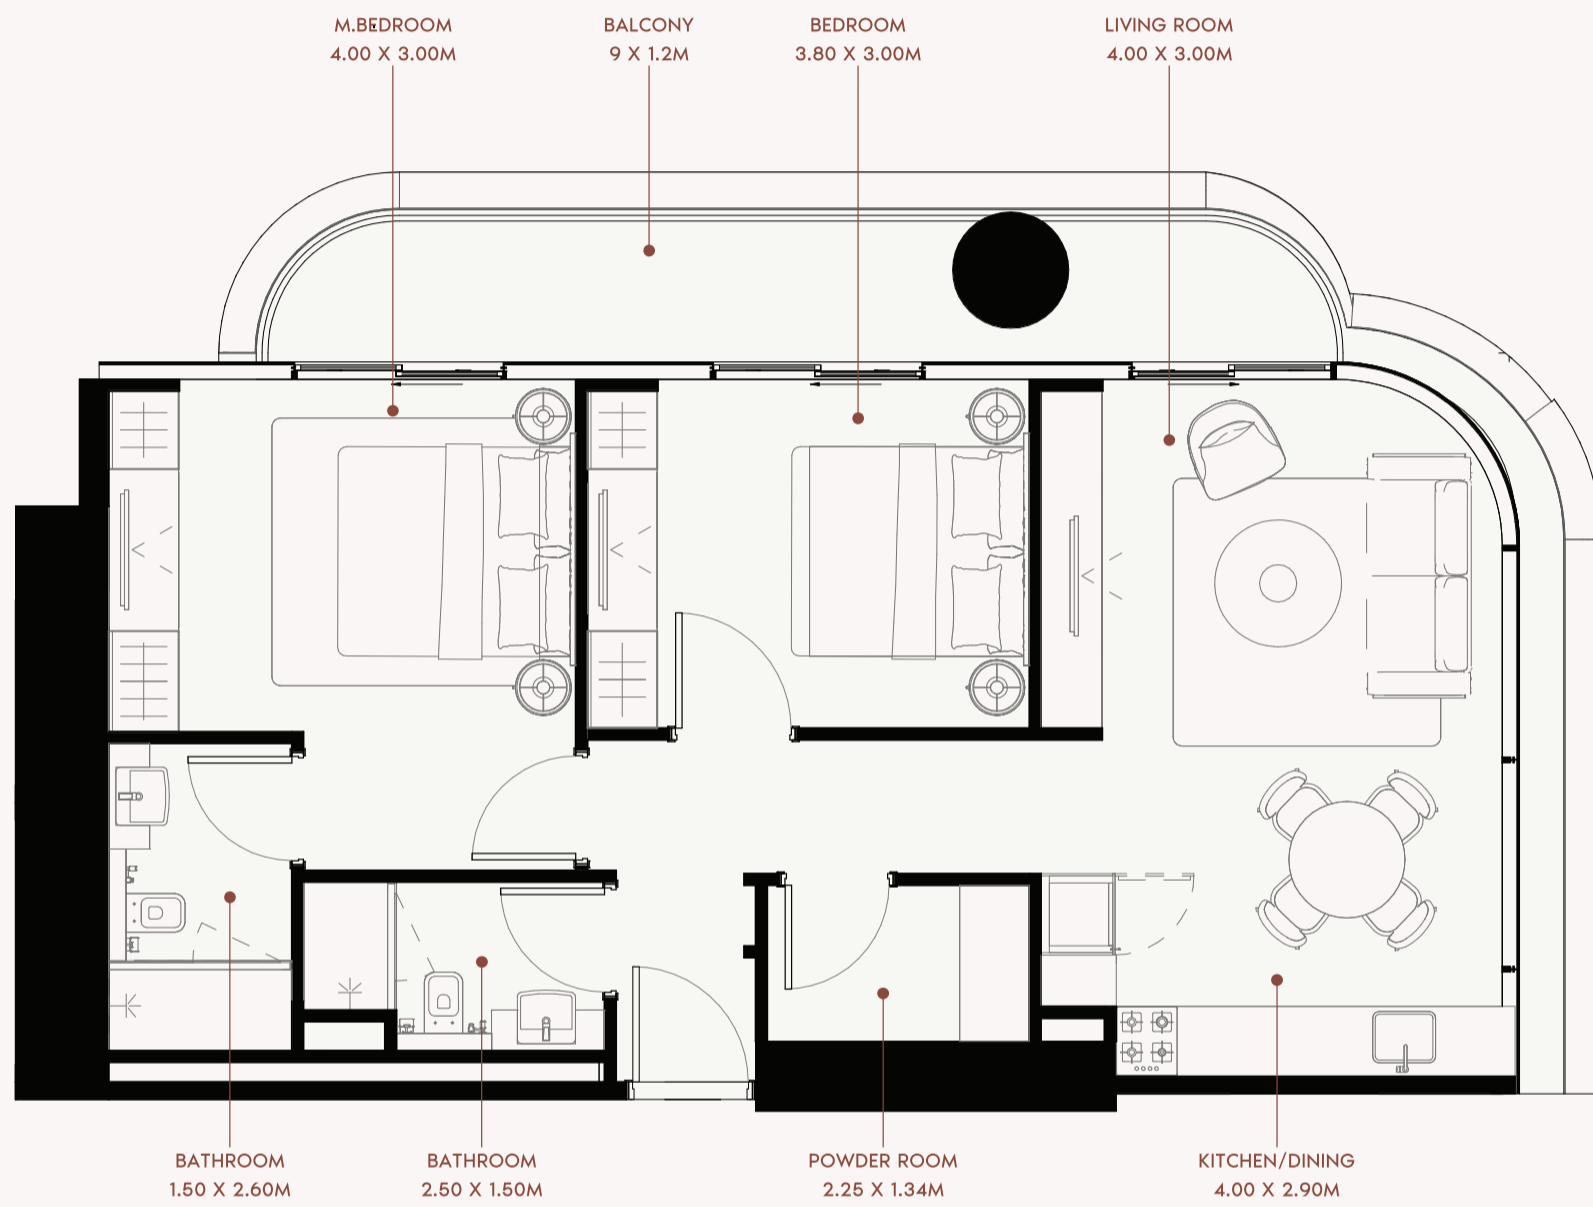 M.BEDROOM
4.00 X 3.00M
BALCONY
9 X 1.2M
BEDROOM
3.80 X 3.00M
LIVING ROOM
4.00 X 3.00M
BATHROOM
1.50 X 2.60M
BATHROOM
2.50 X 1.50M
POWDER ROOM
2.25 X 1.34M
KITCHEN/DINING
4.00 X 2.90M